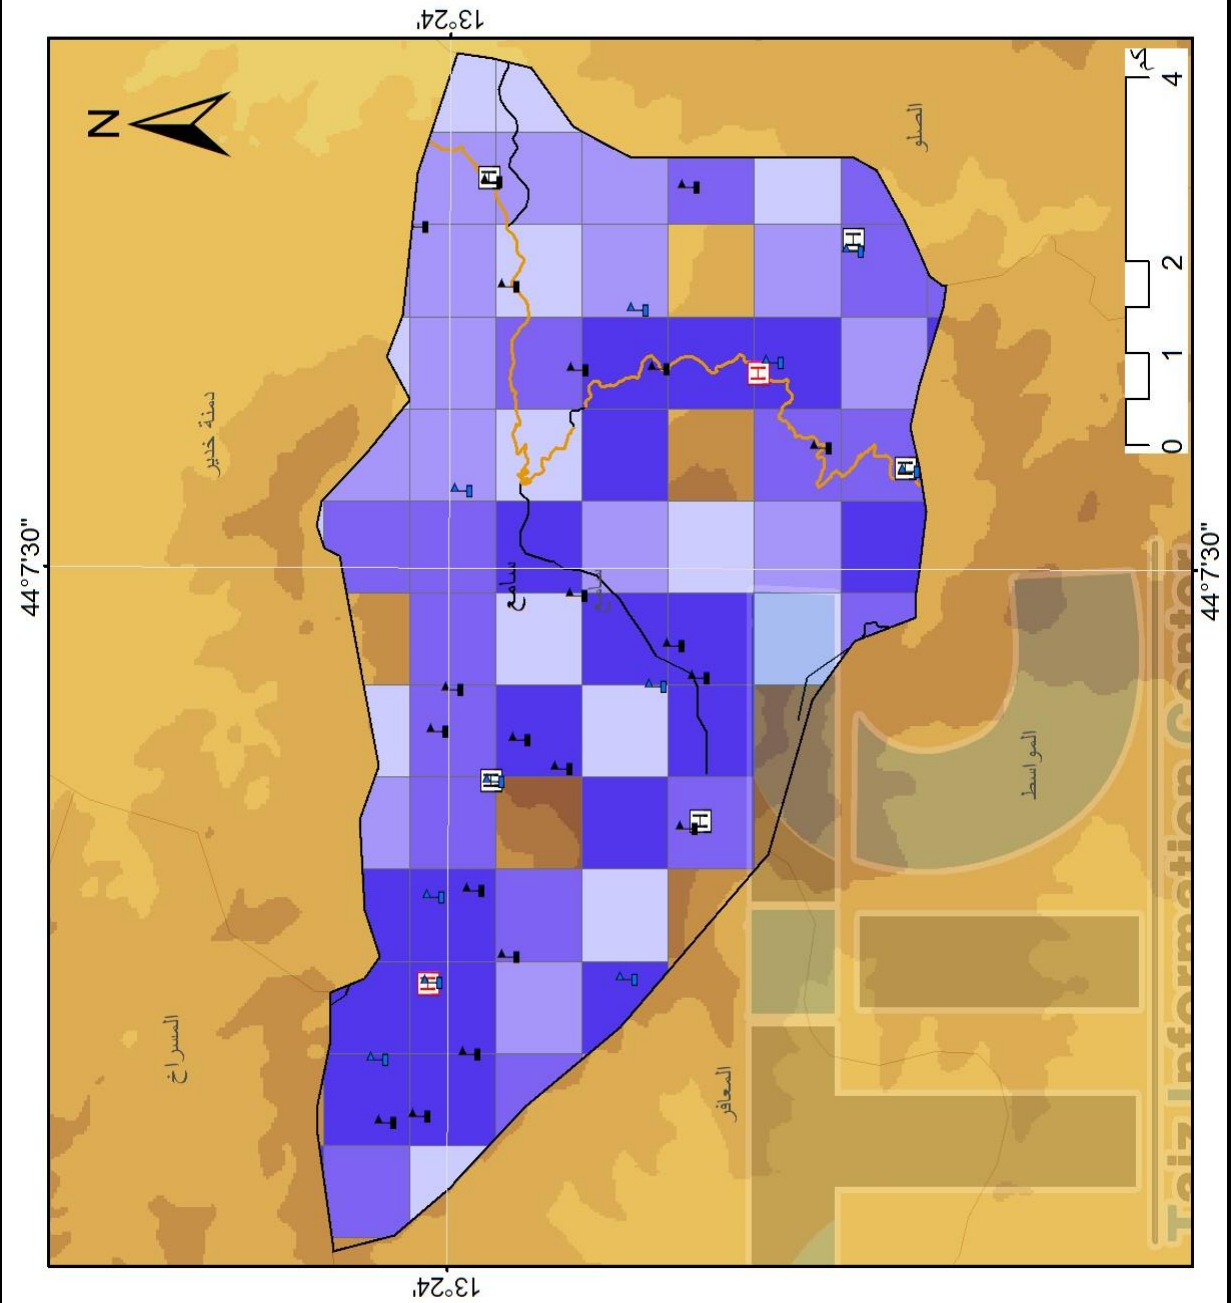 13°24'
N
44°7'30"
دمنة خدير
الصلو
كم
4
2
1
0
سامع
سامع
المسراخ
المعافر
المواسط
44°7'30"
13°24'
H
H
H
H
H
H
H
Taiz Information Center